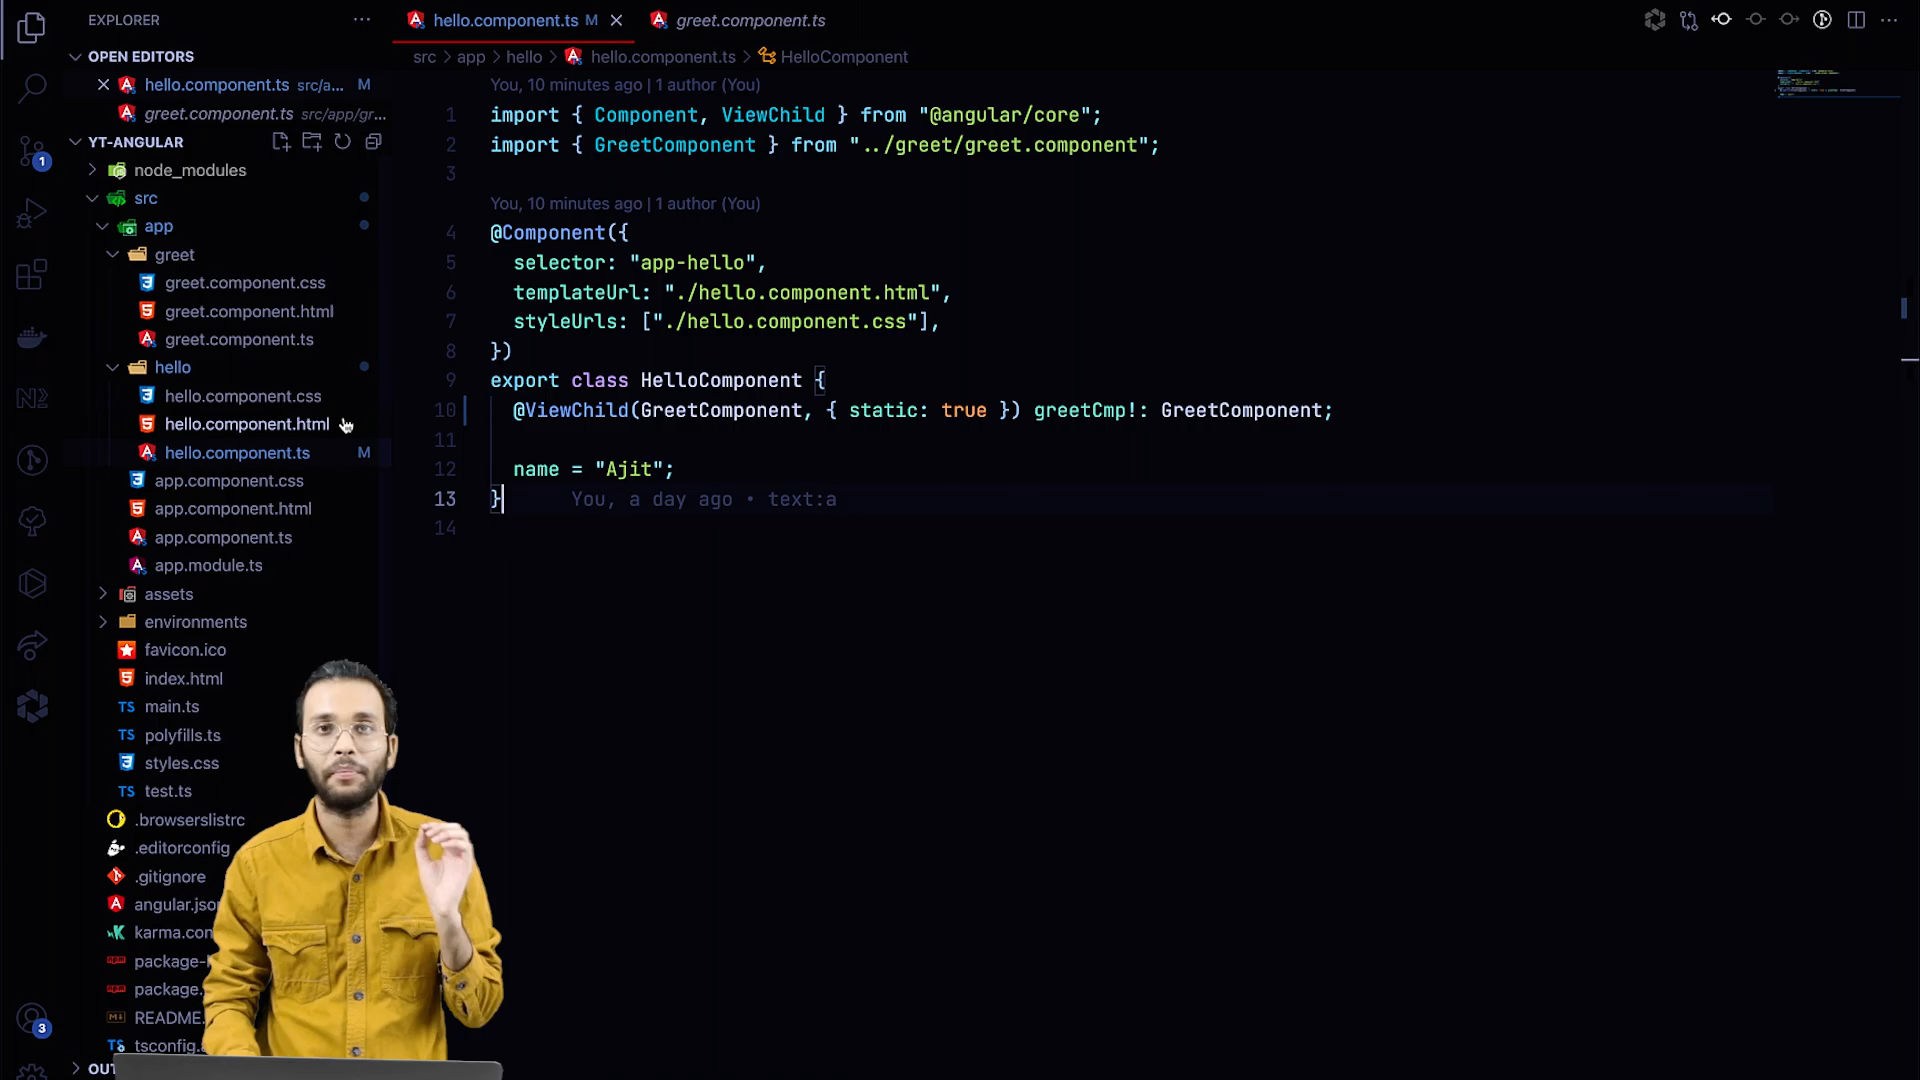 EXPLORER
OPEN EDITORS
hello.component.ts src/a... M
greet.component.ts src/app/gr...
YT-ANGULAR
node_modules
src
app
greet
greet.component.css
greet.component.html
greet.component.ts
hello
hello.component.css
hello.component.html
hello.component.ts M
app.component.css
app.component.html
app.component.ts
app.module.ts
assets
environments
favicon.ico
index.html
main.ts
polyfills.ts
styles.css
test.ts
.browserslistrc
.editorconfig
.gitignore
angular.json
karma.con
package-
package.
README.
tsconfig.
OUT
1
3
hello.component.ts M
greet.component.ts
src > app > hello > hello.component.ts > HelloComponent
You, 10 minutes ago | 1 author (You)
1 import { Component, ViewChild } from "@angular/core";
2 import { GreetComponent } from "../greet/greet.component";
3
You, 10 minutes ago | 1 author (You)
4 @Component({
5 selector: "app-hello",
6 templateUrl: "./hello.component.html",
7 styleUrls: ["./hello.component.css"],
8 })
9 export class HelloComponent {
10 @ViewChild(GreetComponent, { static: true }) greetCmp!: GreetComponent;
11
12 name = "Ajit";
13 } You, a day ago • text:a
14